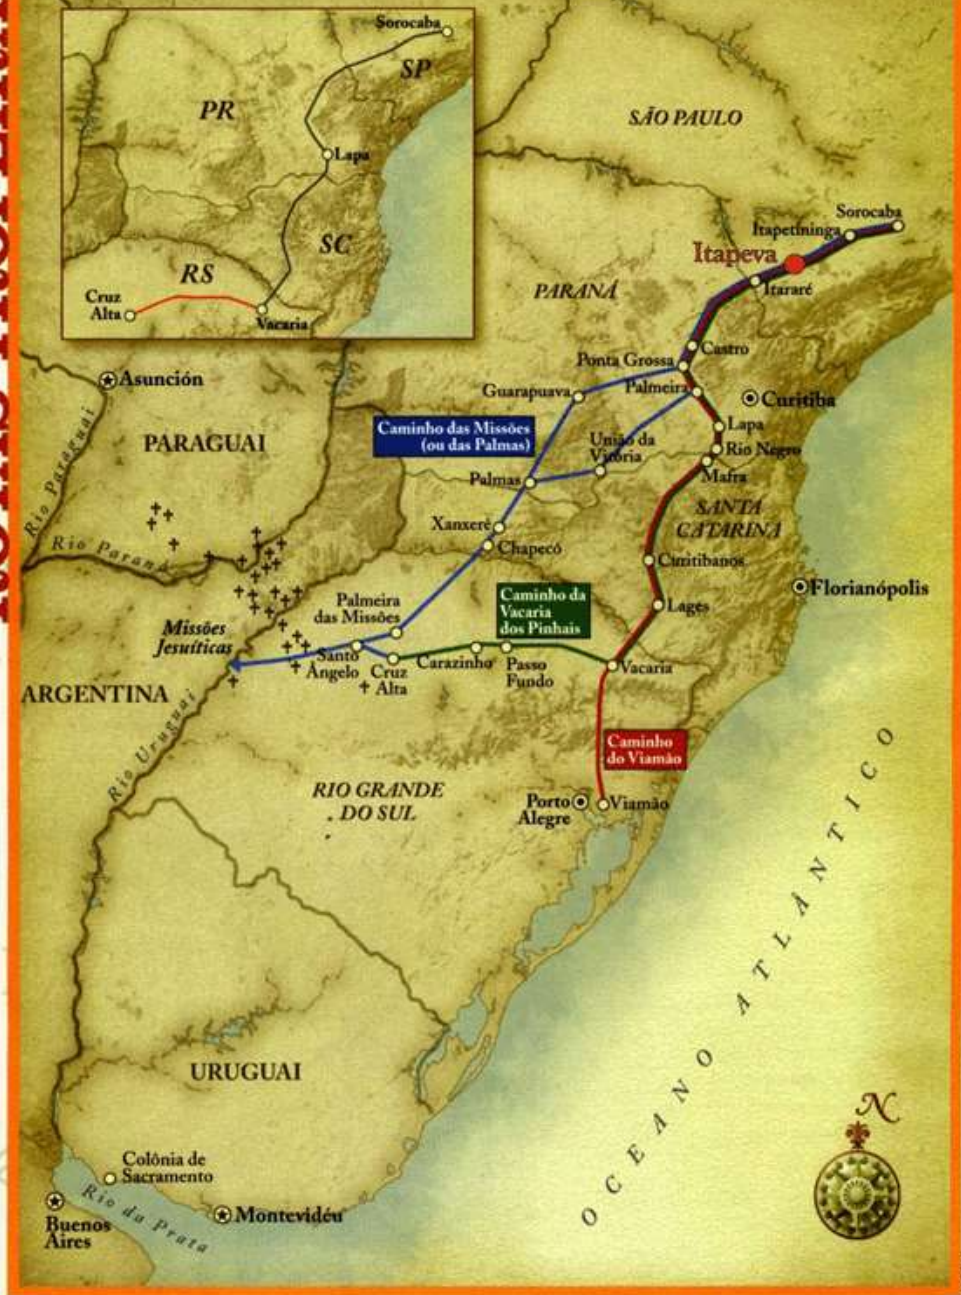 Sorocaba
SP
PR
Lapa
SC
RS
Cruz
Alta
Vacaria
SÃO PAULO
Sorocaba
Itapetininga
Itapeva
Itararé
PARANÁ
Castro
Ponta Grossa
Asunción
Guarapuava
Palmeira
Curitiba
Caminho das Missões
(ou das Palmas)
Lapa
PARAGUAI
União da
Vitória
Rio Negro
Rio Paraguai
Palmas
Mafra
SANTA
CATARINA
Xanxerê
Rio Paraná
Chapecó
Curitibanos
Florianópolis
Caminho da
Vacaria
dos Pinhais
Palmeira
das Missões
Lages
Missões
Jesuíticas
Santo
Ângelo
Cruz
Alta
Carazinho
Passo
Fundo
Vacaria
ARGENTINA
Rio Uruguai
Caminho
do Viamão
RIO GRANDE
DO SUL
Porto
Alegre
Viamão
OCEANO ATLÂNTICO
URUGUAI
N
Colônia de
Sacramento
Rio da Prata
Buenos
Aires
Montevidéu